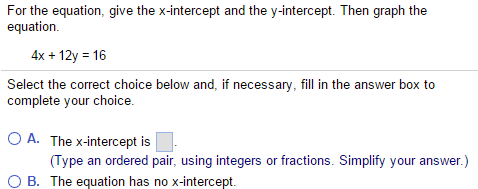 For the equation, give the x-intercept and the y-intercept. Then graph the
equation.
4x + 12y = 16
Select the correct choice below and, if necessary, fill in the answer box to
complete your choice.
A. The x-intercept is .
(Type an ordered pair, using integers or fractions. Simplify your answer.)
B. The equation has no x-intercept.